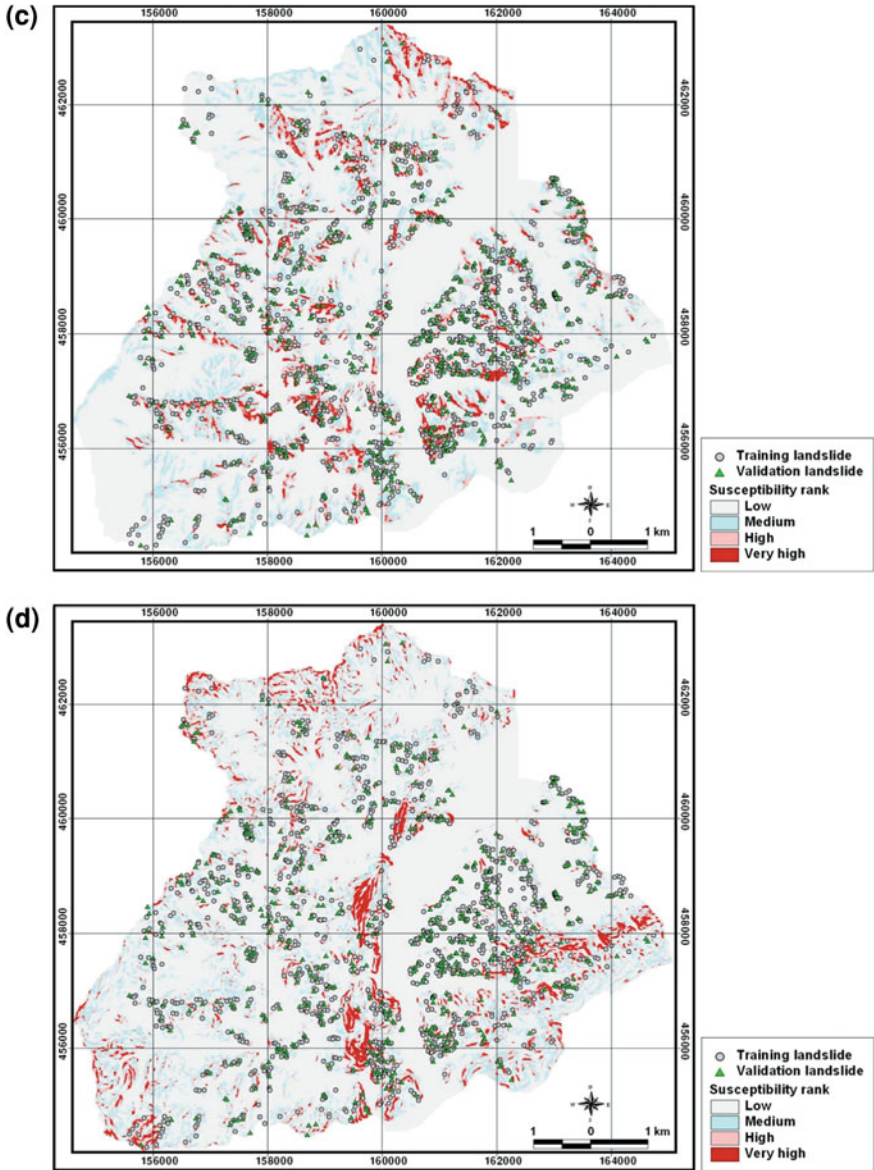 (c)
156000 158000 160000 162000 164000
462000 462000
460000 460000
458000 458000
456000 456000
1 0 1 km
156000 158000 160000 162000 164000
Training landslide
Validation landslide
Susceptibility rank
Low
Medium
High
Very high
(d)
156000 158000 160000 162000 164000
462000 462000
460000 460000
458000 458000
456000 456000
1 0 1 km
156000 158000 160000 162000 164000
Training landslide
Validation landslide
Susceptibility rank
Low
Medium
High
Very high